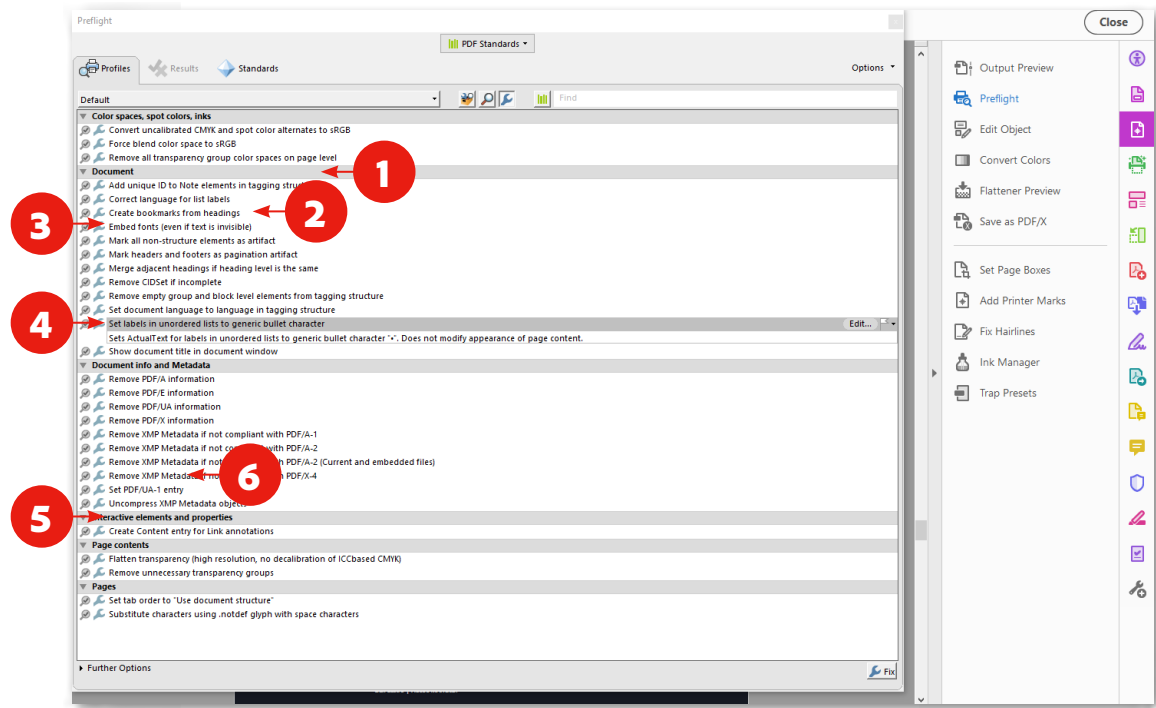 Preflight
PDF Standards
Profiles Results Standards Options
Default Find
Color spaces, spot colors, inks
Convert uncalibrated CMYK and spot color alternates to sRGB
Force blend color space to sRGB
Remove all transparency group color spaces on page level
Document
1
Add unique ID to Note elements in tagging
Correct language for list labels
Create bookmarks from headings
2
3
Embed fonts (even if text is invisible)
Mark all non-structure elements as artifact
Mark headers and footers as pagination artifact
Merge adjacent headings if heading level is the same
Remove CIDSet if incomplete
Remove empty group and block level elements from tagging structure
Set document language to language in tagging structure
4
Set labels in unordered lists to generic bullet character Edit...
Sets ActualText for labels in unordered lists to generic bullet character "•". Does not modify appearance of page content.
Show document title in document window
Document info and Metadata
Remove PDF/A information
Remove PDF/E information
Remove PDF/UA information
Remove PDF/X information
Remove XMP Metadata if not compliant with PDF/A-1
Remove XMP Metadata if not with PDF/A-2
Remove XMP Metadata if with PDF/A-2 (Current and embedded files)
Remove XMP Metadata PDF/X-4
6
Set PDF/UA-1 entry
Uncompress XMP Metadata objects
5
Interactive elements and properties
Create Content entry for Link annotations
Page contents
Flatten transparency (high resolution, no decalibration of ICCbased CMYK)
Remove unnecessary transparency groups
Pages
Set tab order to "Use document structure"
Substitute characters using .notdef glyph with space characters
Further Options
Fix
Close
Output Preview
Preflight
Edit Object
Convert Colors
Flattener Preview
Save as PDF/X
Set Page Boxes
Add Printer Marks
Fix Hairlines
Ink Manager
Trap Presets